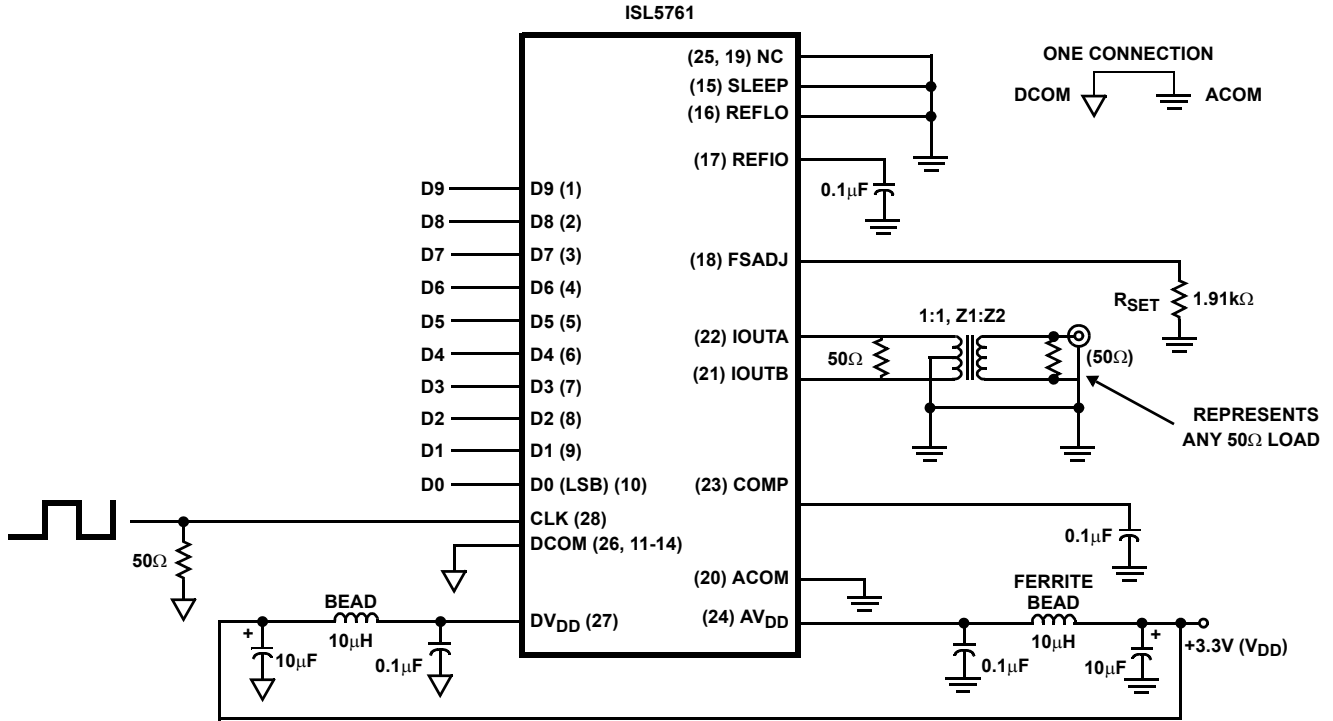 ISL5761
(25, 19) NC
(15) SLEEP
(16) REFLO
(17) REFIO
0.1μF
(18) FSADJ
RSET
1.91kΩ
1:1, Z1:Z2
(22) IOUTA
50Ω
(50Ω)
(21) IOUTB
REPRESENTS
ANY 50Ω LOAD
(23) COMP
0.1μF
(20) ACOM
(24) AVDD
FERRITE
BEAD
10μH
0.1μF
10μF
+
+3.3V (VDD)
ONE CONNECTION
DCOM
ACOM
D9 D9 (1)
D8 D8 (2)
D7 D7 (3)
D6 D6 (4)
D5 D5 (5)
D4 D4 (6)
D3 D3 (7)
D2 D2 (8)
D1 D1 (9)
D0 D0 (LSB) (10)
CLK (28)
50Ω
DCOM (26, 11-14)
BEAD
DVDD (27)
+
10μH
10μF
0.1μF